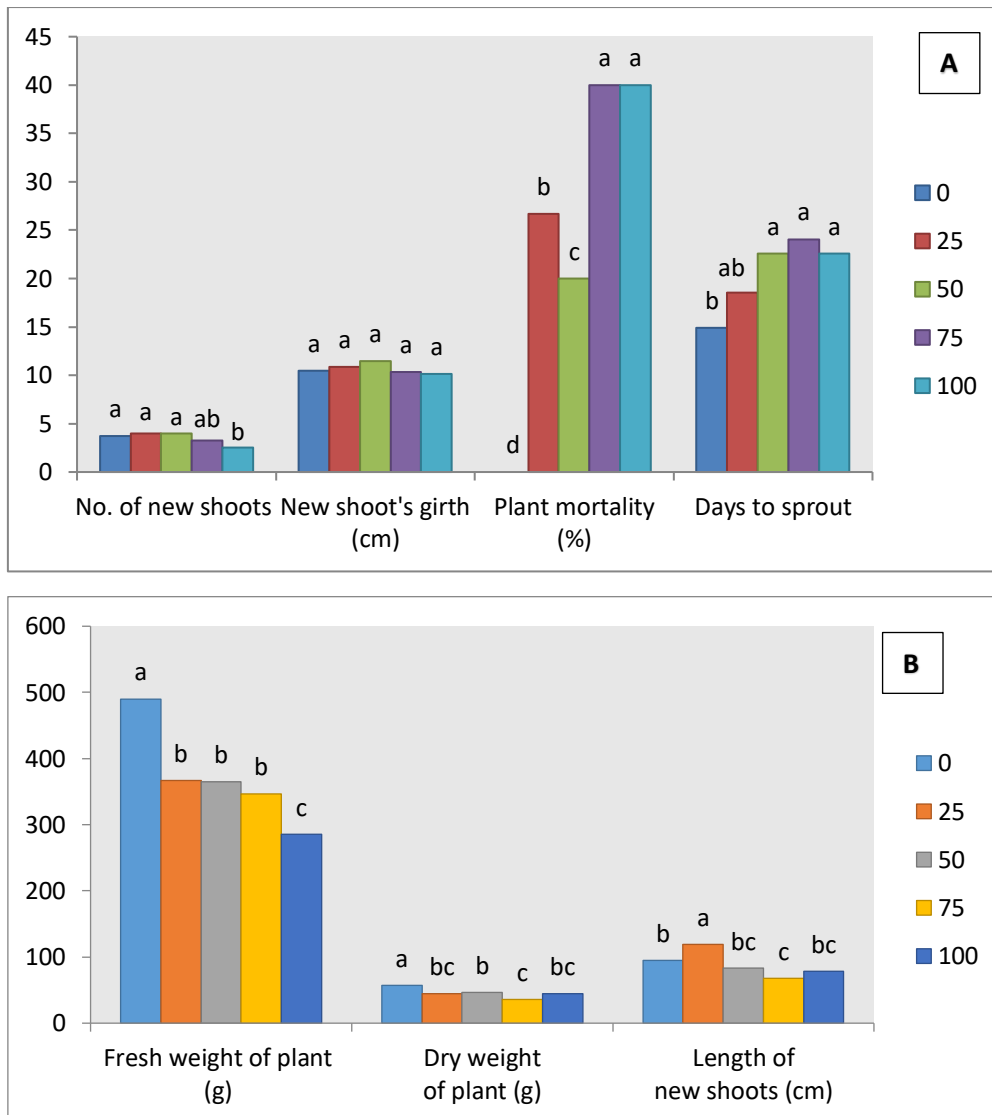 45
40
35
30
25
20
15
10
5
0
A
a a a ab b
a a a a a
d b c a a
b ab a a a
No. of new shoots New shoot's girth (cm) Plant mortality (%) Days to sprout
0
25
50
75
100
600
500
400
300
200
100
0
B
a b b b c
a bc b c bc
b a bc c bc
Fresh weight of plant (g) Dry weight of plant (g) Length of new shoots (cm)
0
25
50
75
100